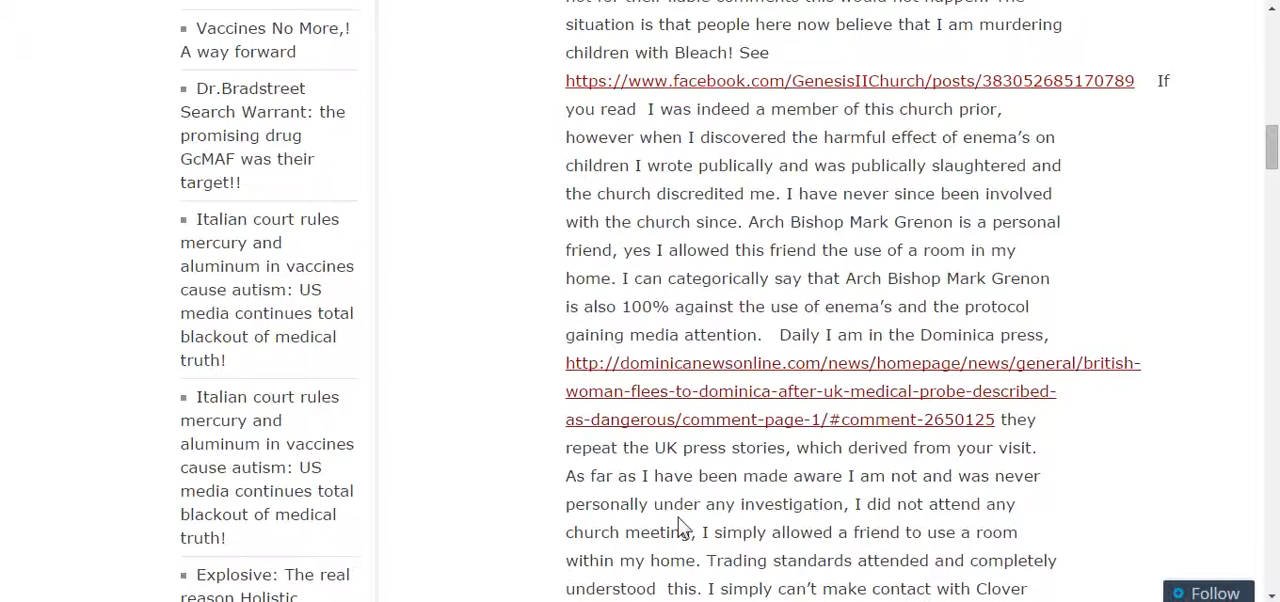 Vaccines No More,!
A way forward
Dr.Bradstreet
Search Warrant: the
promising drug
GcMAF was their
target!!
Italian court rules
mercury and
aluminum in vaccines
cause autism: US
media continues total
blackout of medical
truth!
Italian court rules
mercury and
aluminum in vaccines
cause autism: US
media continues total
blackout of medical
truth!
Explosive: The real
reason Holistic
situation is that people here now believe that I am murdering
children with Bleach! See
https://www.facebook.com/GenesisIIChurch/posts/383052685170789 If
you read I was indeed a member of this church prior,
however when I discovered the harmful effect of enema’s on
children I wrote publically and was publically slaughtered and
the church discredited me. I have never since been involved
with the church since. Arch Bishop Mark Grenon is a personal
friend, yes I allowed this friend the use of a room in my
home. I can categorically say that Arch Bishop Mark Grenon
is also 100% against the use of enema’s and the protocol
gaining media attention. Daily I am in the Dominica press,
http://dominicanewsonline.com/news/homepage/news/general/british-
woman-flees-to-dominica-after-uk-medical-probe-described-
as-dangerous/comment-page-1/#comment-2650125 they
repeat the UK press stories, which derived from your visit.
As far as I have been made aware I am not and was never
personally under any investigation, I did not attend any
church meeting, I simply allowed a friend to use a room
within my home. Trading standards attended and completely
understood this. I simply can’t make contact with Clover
Follow